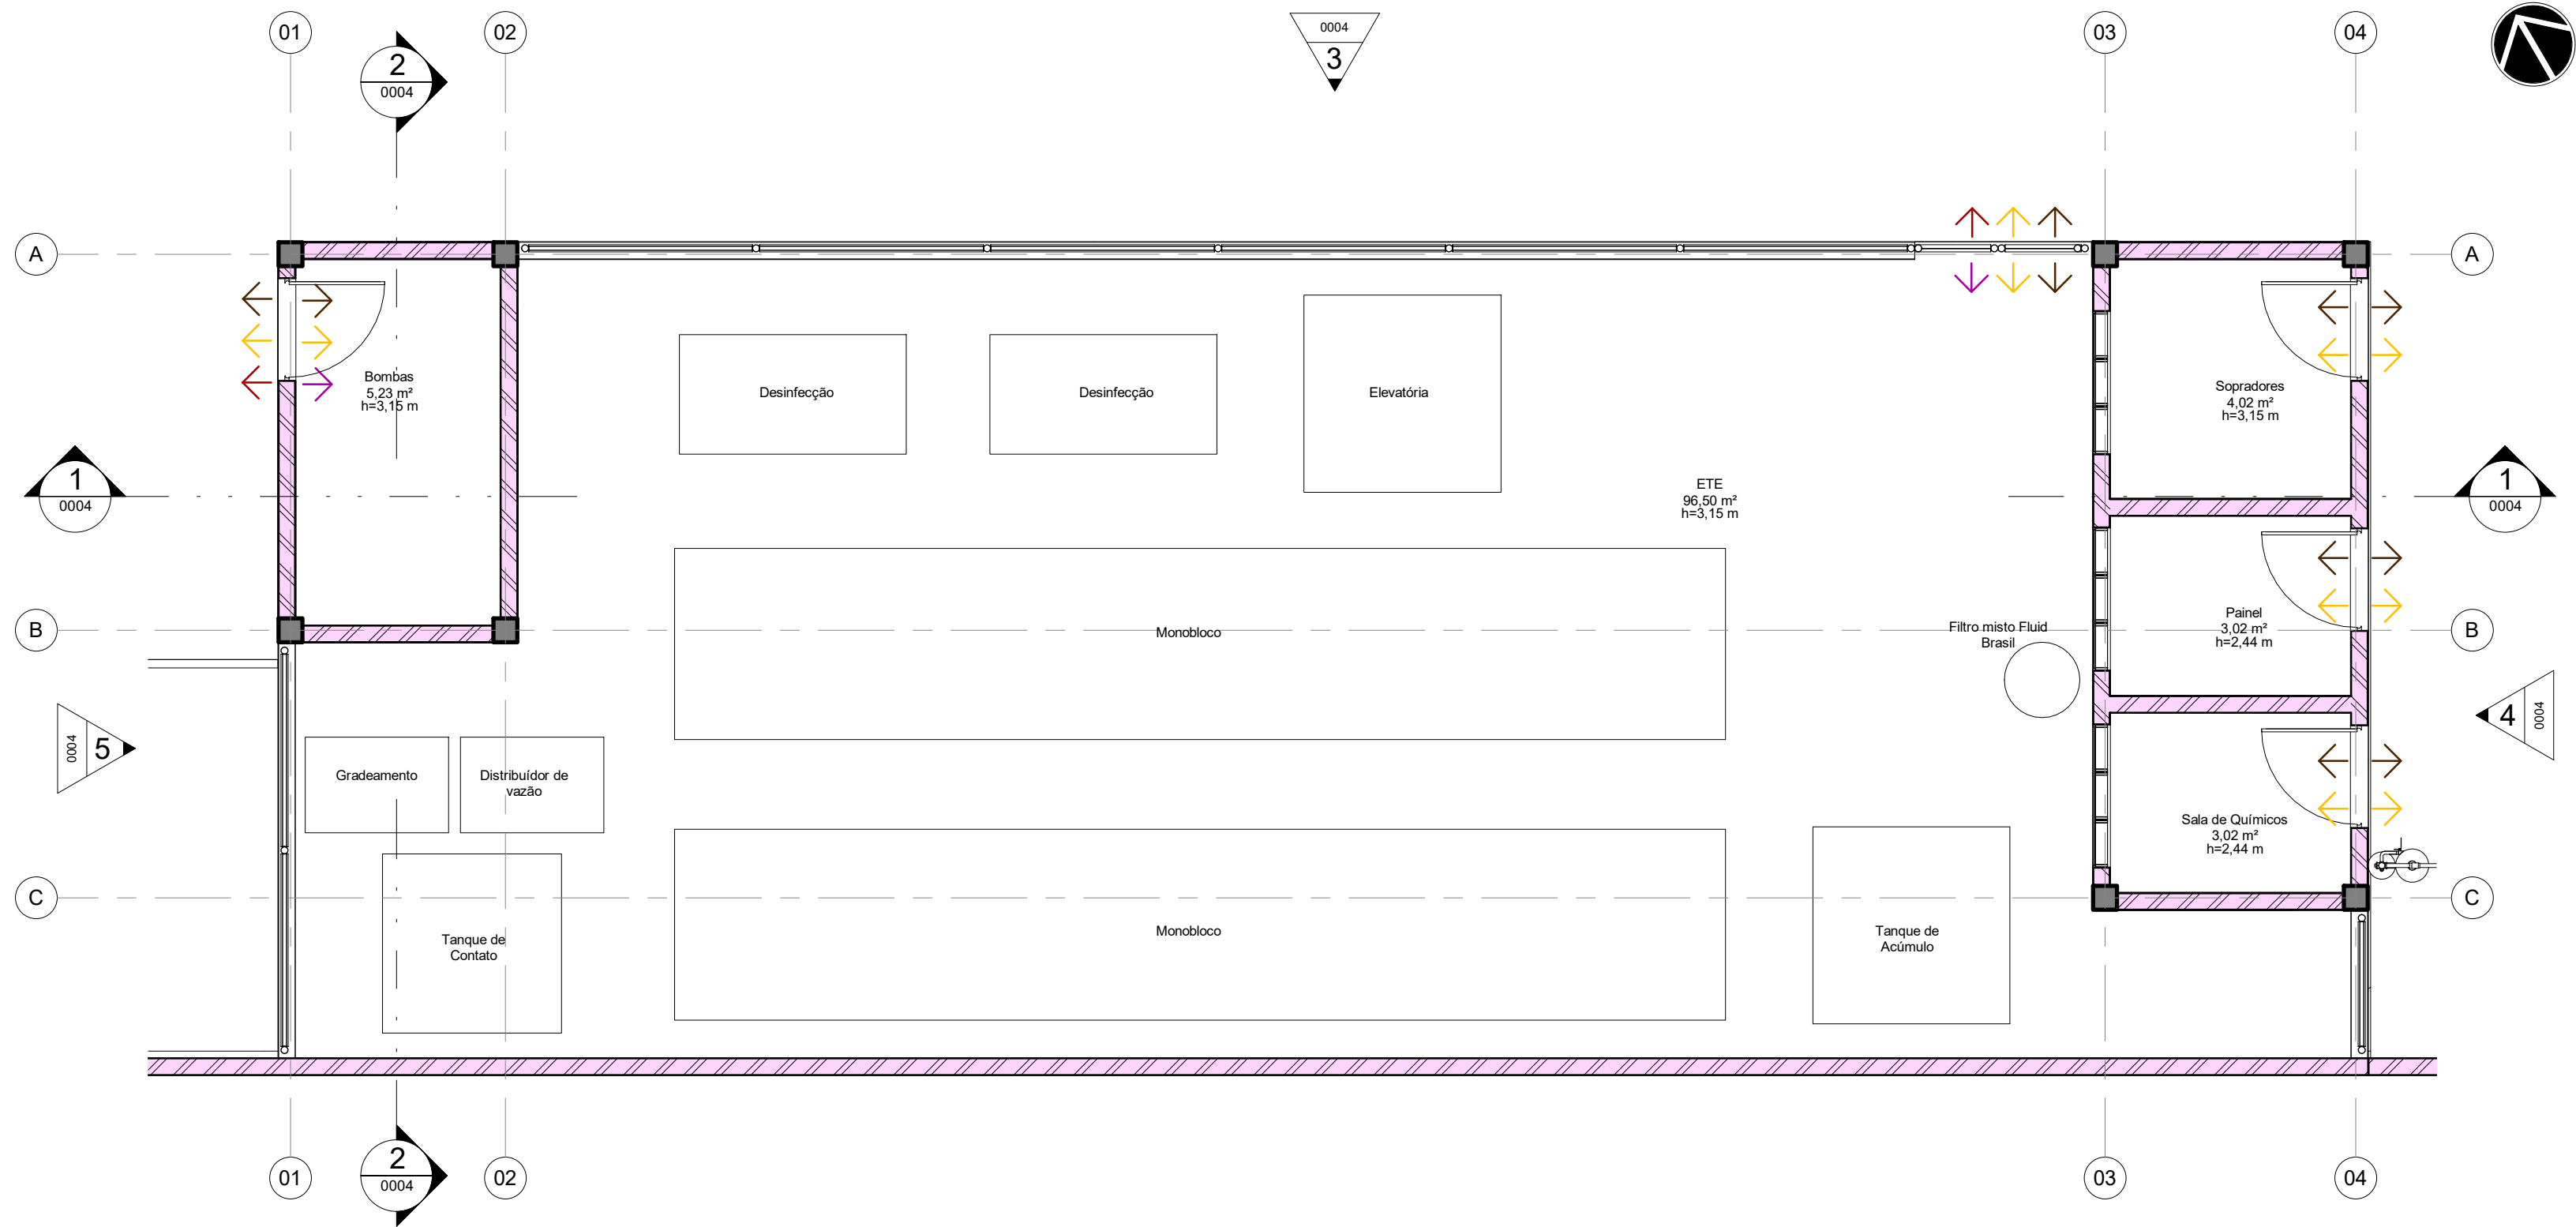 01
02
03
04
2
0004
0004
3
A
A
Bombas
5,23 m²
h=3,15 m
Desinfecção
Desinfecção
Elevatória
Sopradores
4,02 m²
h=3,15 m
1
0004
ETE
96,50 m²
h=3,15 m
1
0004
B
Monobloco
Filtro misto Fluid
Brasil
Painel
3,02 m²
h=2,44 m
B
0004
5
4
0004
Gradeamento
Distribuídor de
vazão
Sala de Químicos
3,02 m²
h=2,44 m
C
C
Tanque de
Contato
Monobloco
Tanque de
Acúmulo
2
0004
01
02
03
04